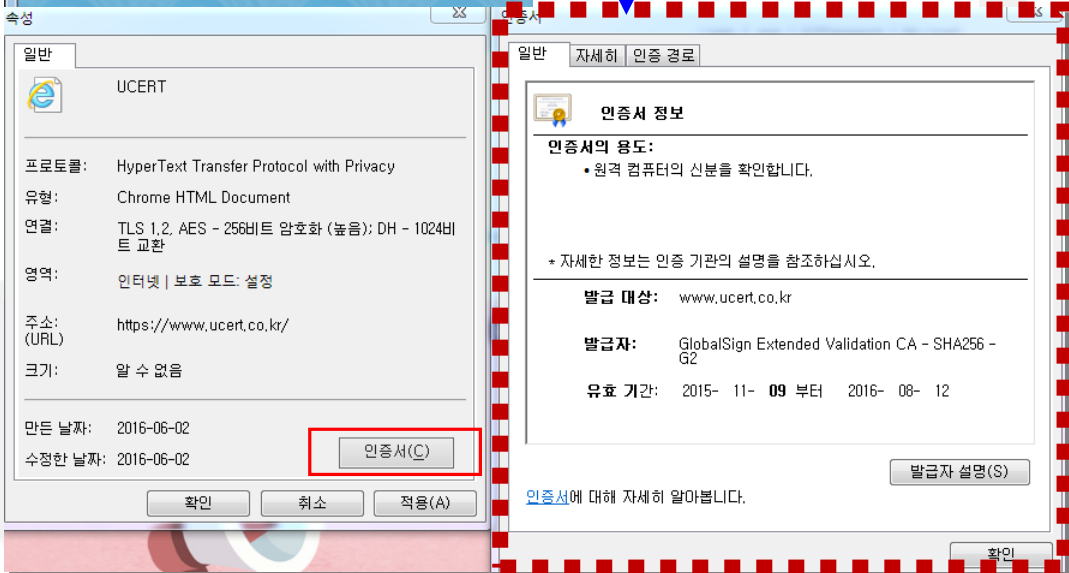 속성
일반
UCERT
프로토콜: HyperText Transfer Protocol with Privacy
유형: Chrome HTML Document
연결: TLS 1.2, AES - 256비트 암호화 (높음); DH - 1024비
트 교환
영역: 인터넷 | 보호 모드: 설정
주소: https://www.ucert.co.kr/
(URL)
크기: 알 수 없음
만든 날짜: 2016-06-02
수정한 날짜: 2016-06-02
인증서(C)
확인 취소 적용(A)
인증서
일반 자세히 인증 경로
인증서 정보
인증서의 용도:
•원격 컴퓨터의 신분을 확인합니다.
* 자세한 정보는 인증 기관의 설명을 참조하십시오.
발급 대상: www.ucert.co.kr
발급자: GlobalSign Extended Validation CA - SHA256 -
G2
유효 기간: 2015- 11- 09 부터 2016- 08- 12
발급자 설명(S)
인증서에 대해 자세히 알아봅니다.
확인